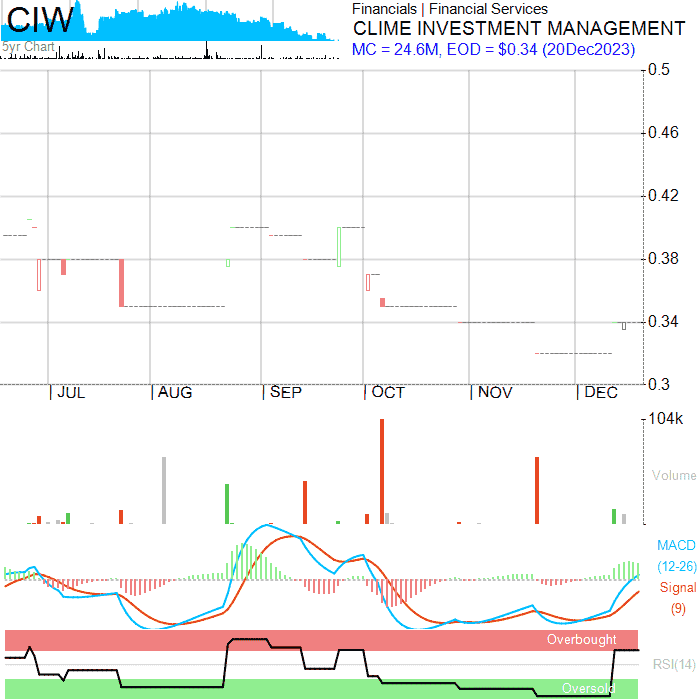 CIW
5yr Chart
Financials | Financial Services
CLIME INVESTMENT MANAGEMENT
MC = 24.6M, EOD = $0.34 (20Dec2023)
0.5
0.46
0.42
0.38
0.34
0.3
JUL AUG SEP OCT NOV DEC
104k
Volume
MACD
(12-26)
Signal
(9)
Overbought
RSI(14)
Oversold